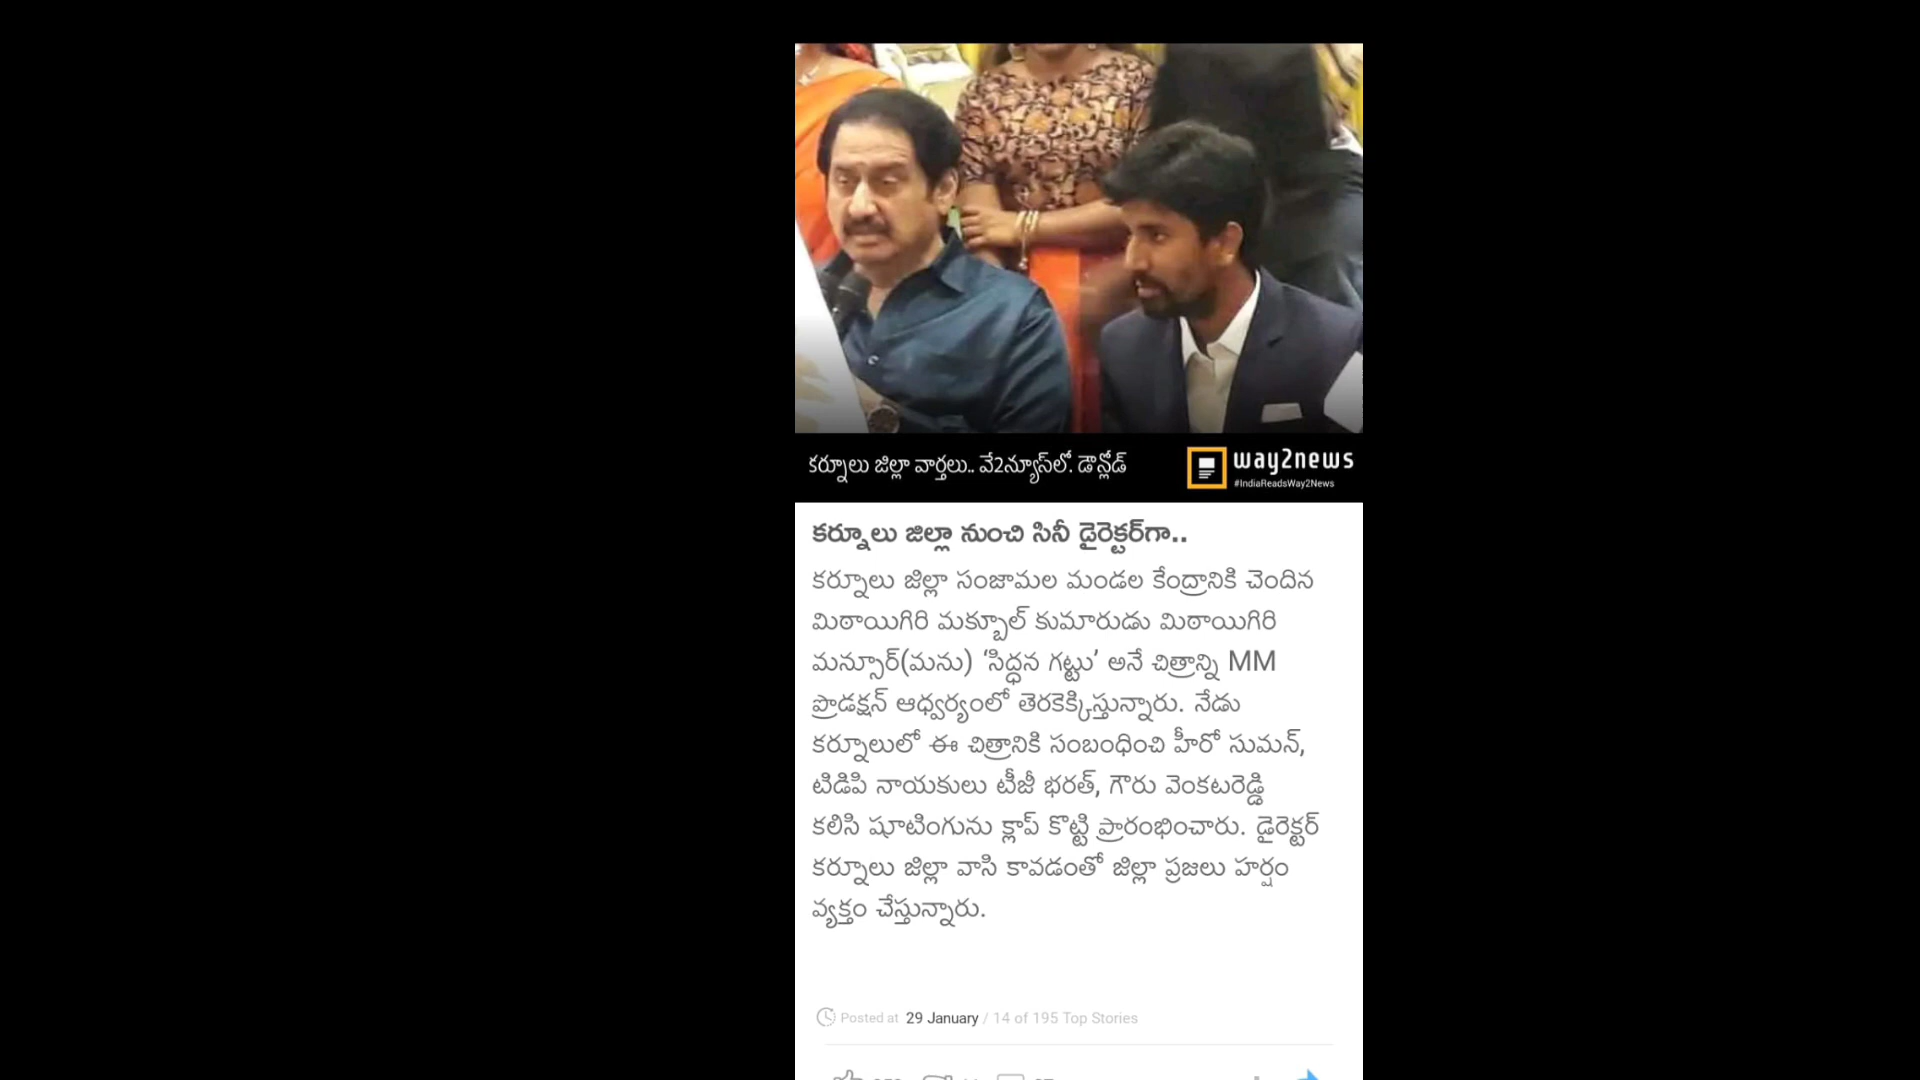 కర్నూలు జిల్లా వార్తలు.. వే2న్యూస్‌లో. డౌన్లోడ్
way2news
#IndiaReadsWay2News
కర్నూలు జిల్లా నుంచి సినీ డైరెక్టర్‌గా..
కర్నూలు జిల్లా సంజామల మండల కేంద్రానికి చెందిన
మిఠాయిగిరి మక్బూల్ కుమారుడు మిఠాయిగిరి
మన్సూర్(మను) ‘సిద్ధన గట్టు’ అనే చిత్రాన్ని MM
ప్రొడక్షన్ ఆధ్వర్యంలో తెరకెక్కిస్తున్నారు. నేడు
కర్నూలులో ఈ చిత్రానికి సంబంధించి హీరో సుమన్,
టిడిపి నాయకులు టీజీ భరత్, గౌరు వెంకటరెడ్డి
కలిసి షూటింగును క్లాప్ కొట్టి ప్రారంభించారు. డైరెక్టర్
కర్నూలు జిల్లా వాసి కావడంతో జిల్లా ప్రజలు హర్షం
వ్యక్తం చేస్తున్నారు.
Posted at 29 January / 14 of 195 Top Stories